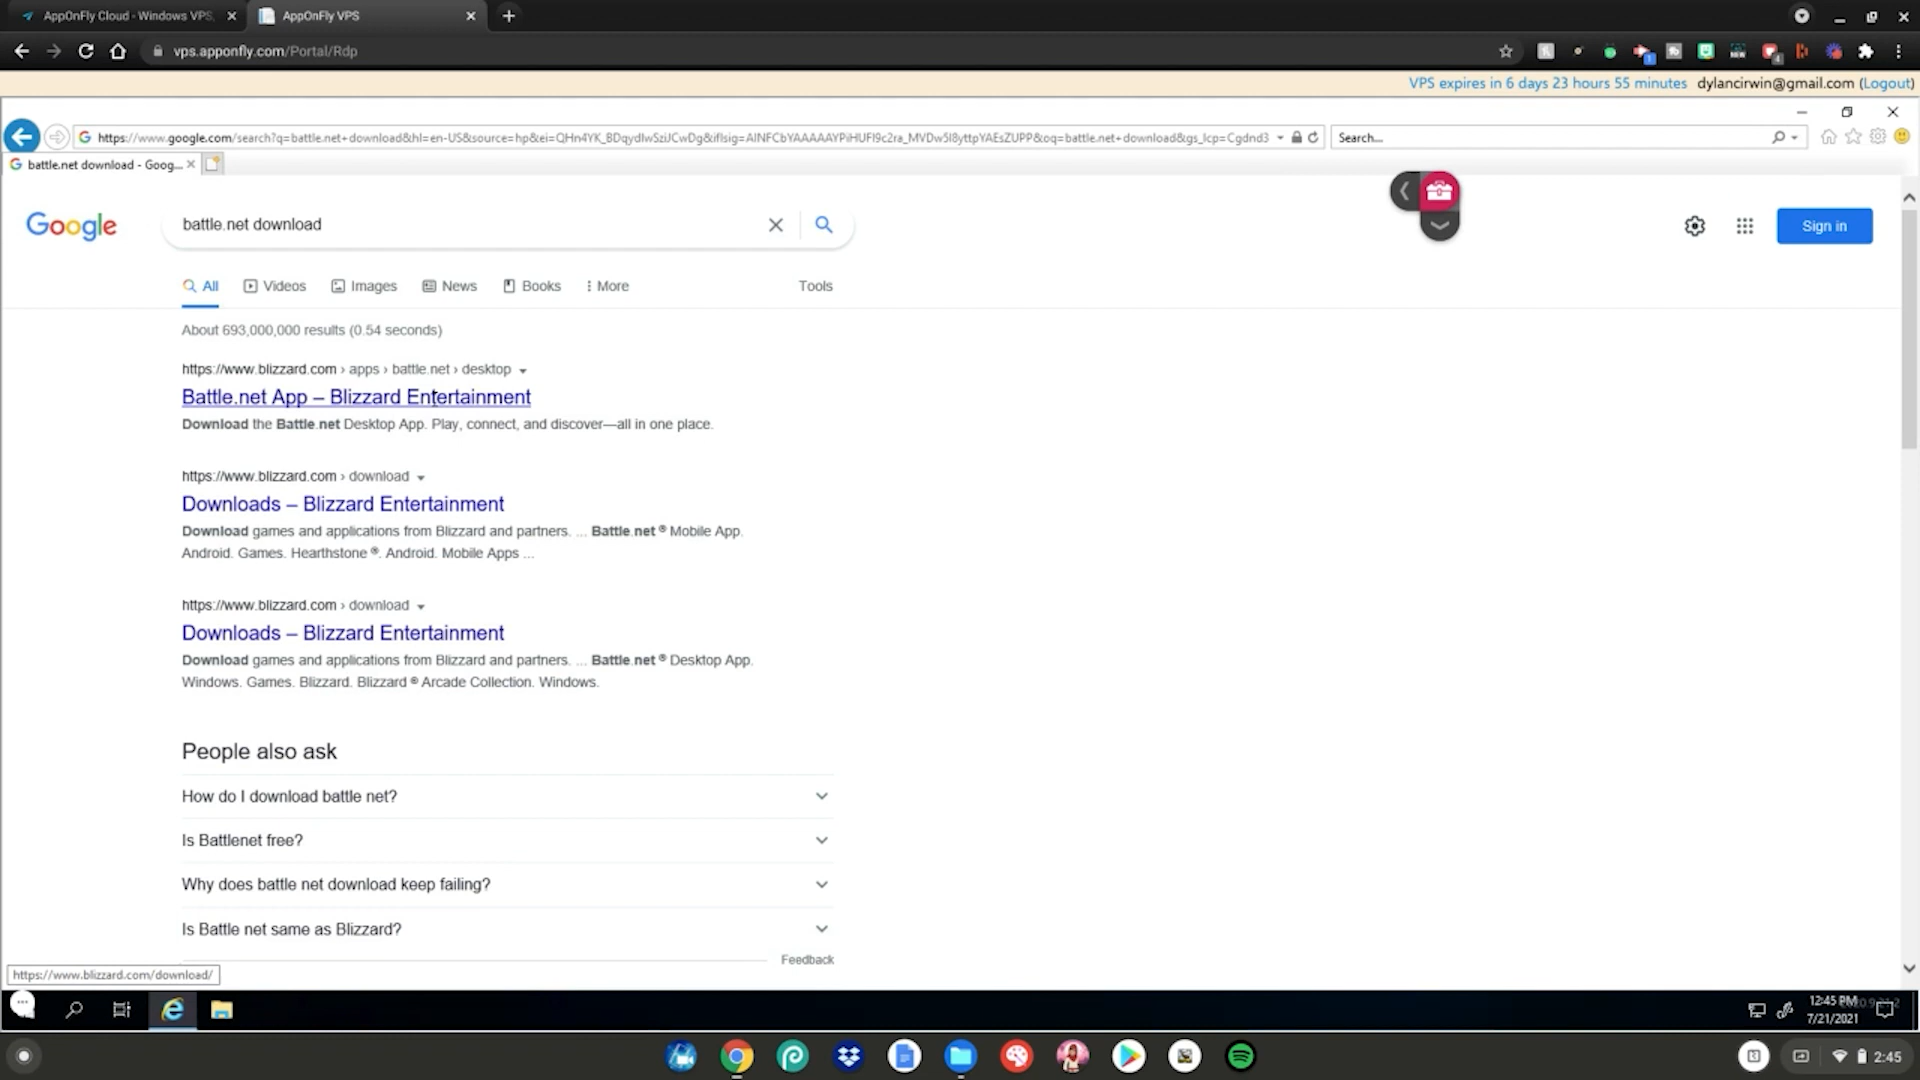 AppOnFly Cloud - Windows VPS,
AppOnFly VPS
vps.apponfly.com/Portal/Rdp
VPS expires in 6 days 23 hours 55 minutes dylancirwin@gmail.com (Logout)
Search...
battle.net download - Goog...
Google
battle.net download
Sign in
All Videos Images News Books More Tools
About 693,000,000 results (0.54 seconds)
https://www.blizzard.com › apps › battle.net › desktop
Battle.net App – Blizzard Entertainment
Download the Battle.net Desktop App. Play, connect, and discover—all in one place.
https://www.blizzard.com › download
Downloads – Blizzard Entertainment
Download games and applications from Blizzard and partners. ... Battle.net ® Mobile App.
Android. Games. Hearthstone ®. Android. Mobile Apps ...
https://www.blizzard.com › download
Downloads – Blizzard Entertainment
Download games and applications from Blizzard and partners. ... Battle.net ® Desktop App.
Windows. Games. Blizzard. Blizzard ® Arcade Collection. Windows.
People also ask
How do I download battle net?
Is Battlenet free?
Why does battle net download keep failing?
Is Battle net same as Blizzard?
Feedback
https://www.blizzard.com/download/
12:45 PM
7/21/2021
2:45